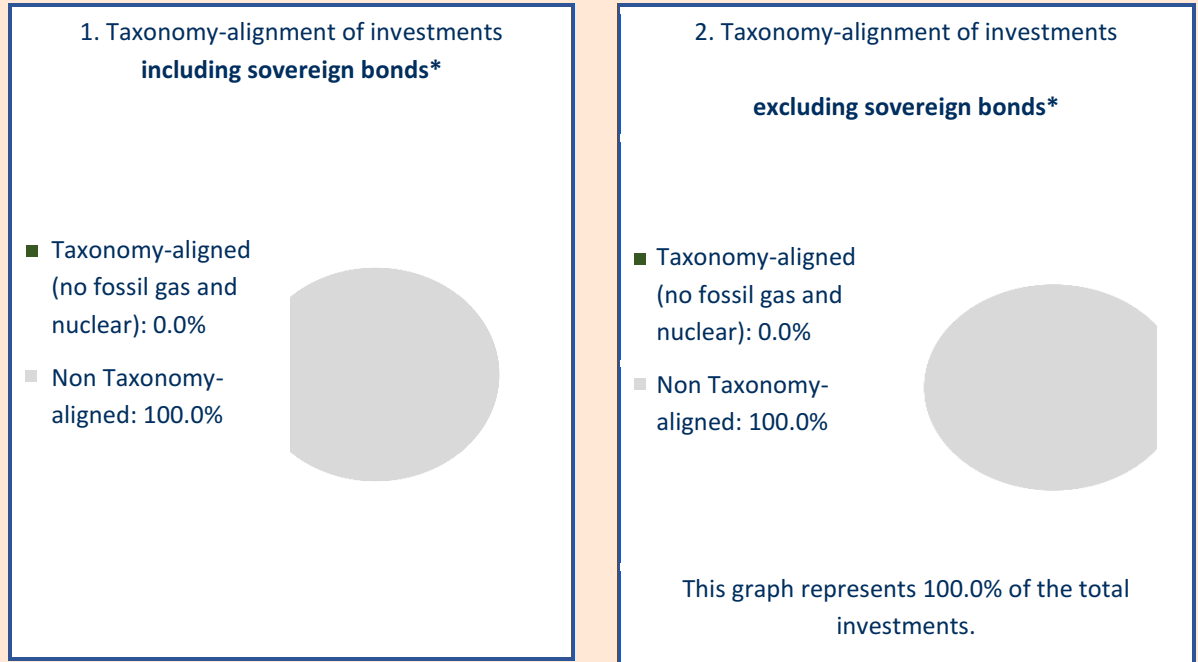 1. Taxonomy-alignment of investments
including sovereign bonds*
Taxonomy-aligned
(no fossil gas and
nuclear): 0.0%
Non Taxonomy-
aligned: 100.0%
2. Taxonomy-alignment of investments
excluding sovereign bonds*
Taxonomy-aligned
(no fossil gas and
nuclear): 0.0%
Non Taxonomy-
aligned: 100.0%
This graph represents 100.0% of the total
investments.